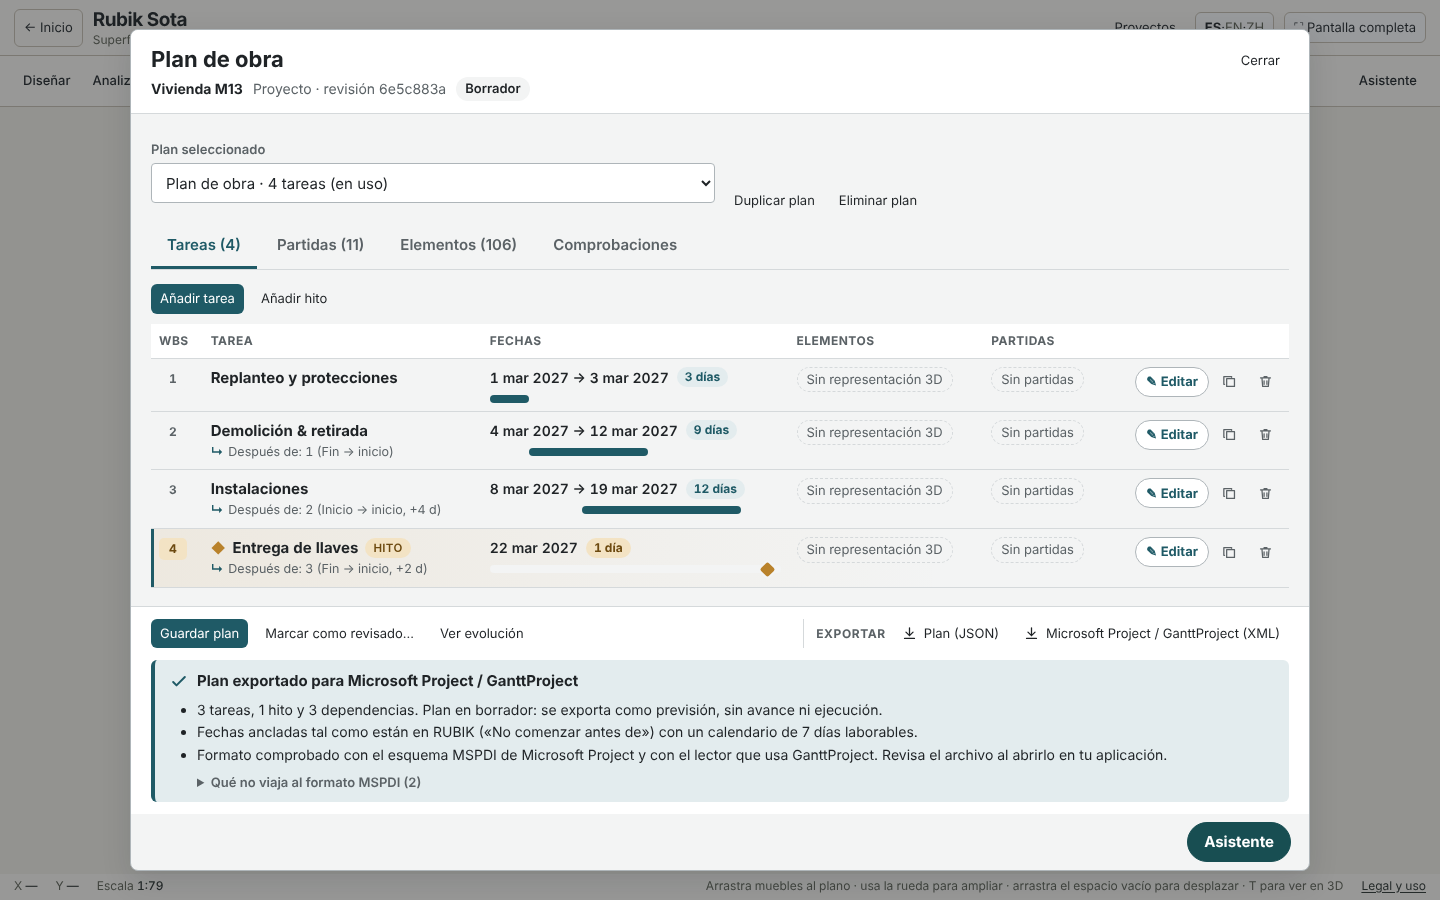 ← Inicio
Rubik Sota
Proyectos
ES·EN·ZH
Pantalla completa
Diseñar
Asistente
Plan de obra
Cerrar
Vivienda M13 Proyecto · revisión 6e5c883a Borrador
Plan seleccionado
Plan de obra · 4 tareas (en uso)
Duplicar plan Eliminar plan
Tareas (4) Partidas (11) Elementos (106) Comprobaciones
Añadir tarea Añadir hito
WBS TAREA FECHAS ELEMENTOS PARTIDAS
1 Replanteo y protecciones 1 mar 2027 → 3 mar 2027 3 días Sin representación 3D Sin partidas ✎ Editar
2 Demolición & retirada 4 mar 2027 → 12 mar 2027 9 días Sin representación 3D Sin partidas ✎ Editar
↳ Después de: 1 (Fin → inicio)
3 Instalaciones 8 mar 2027 → 19 mar 2027 12 días Sin representación 3D Sin partidas ✎ Editar
↳ Después de: 2 (Inicio → inicio, +4 d)
4 ◆ Entrega de llaves HITO 22 mar 2027 1 día Sin representación 3D Sin partidas ✎ Editar
↳ Después de: 3 (Fin → inicio, +2 d)
Guardar plan Marcar como revisado... Ver evolución EXPORTAR Plan (JSON) Microsoft Project / GanttProject (XML)
Plan exportado para Microsoft Project / GanttProject
• 3 tareas, 1 hito y 3 dependencias. Plan en borrador: se exporta como previsión, sin avance ni ejecución.
• Fechas ancladas tal como están en RUBIK («No comenzar antes de») con un calendario de 7 días laborables.
• Formato comprobado con el esquema MSPDI de Microsoft Project y con el lector que usa GanttProject. Revisa el archivo al abrirlo en tu aplicación.
▶ Qué no viaja al formato MSPDI (2)
Asistente
X — Y — Escala 1:79 Arrastra muebles al plano · usa la rueda para ampliar · arrastra el espacio vacío para desplazar · T para ver en 3D Legal y uso